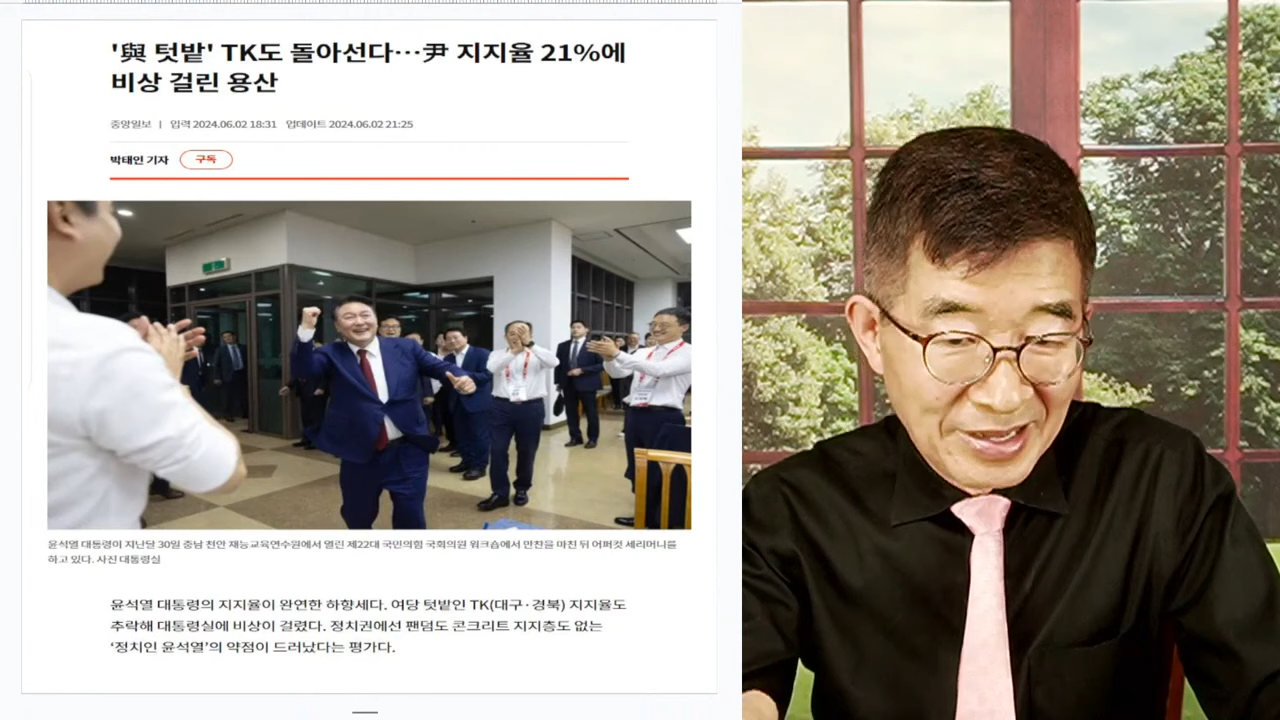 '與 텃밭' TK도 돌아선다…尹 지지율 21%에
비상 걸린 용산
중앙일보 | 입력 2024.06.02 18:31 업데이트 2024.06.02 21:25
박태인 기자 구독
윤석열 대통령이 지난달 30일 충남 천안 재능교육연수원에서 열린 제22대 국민의힘 국회의원 워크숍에서 만찬을 마친 뒤 어퍼컷 세리머니를
하고 있다. 사진 대통령실
윤석열 대통령의 지지율이 완연한 하향세다. 여당 텃밭인 TK(대구·경북) 지지율도
추락해 대통령실에 비상이 걸렸다. 정치권에선 팬덤도 콘크리트 지지층도 없는
‘정치인 윤석열’의 약점이 드러났다는 평가다.